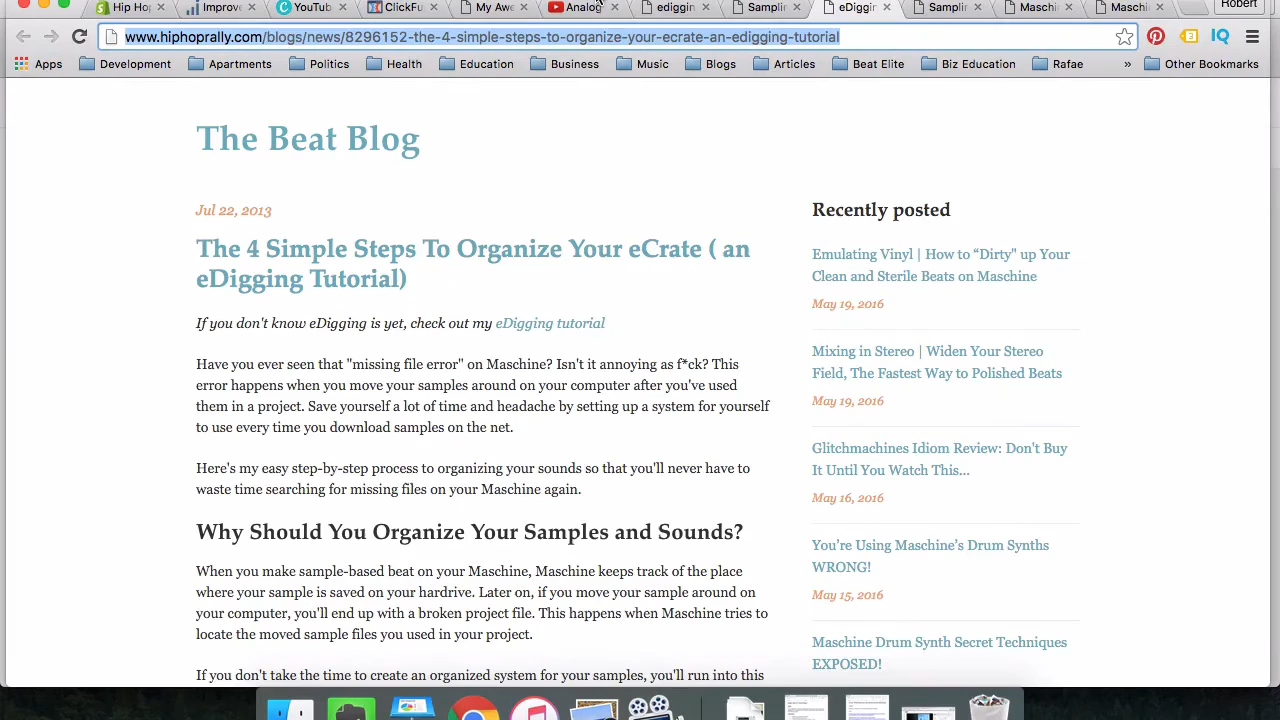 Hip Ho
Improve
YouTub
ClickFu
My Awe
Analog
ediggin
Samplin
eDiggin
Samplin
Maschin
Maschin
Robert
www.hiphoprally.com/blogs/news/8296152-the-4-simple-steps-to-organize-your-ecrate-an-edigging-tutorial
3
IQ
Apps
Development
Apartments
Politics
Health
Education
Business
Music
Blogs
Articles
Beat Elite
Biz Education
Rafae
»
Other Bookmarks
The Beat Blog
Jul 22, 2013
The 4 Simple Steps To Organize Your eCrate ( an
eDigging Tutorial)
If you don't know eDigging is yet, check out my eDigging tutorial
Have you ever seen that "missing file error" on Maschine? Isn't it annoying as f*ck? This
error happens when you move your samples around on your computer after you've used
them in a project. Save yourself a lot of time and headache by setting up a system for yourself
to use every time you download samples on the net.
Here's my easy step-by-step process to organizing your sounds so that you'll never have to
waste time searching for missing files on your Maschine again.
Why Should You Organize Your Samples and Sounds?
When you make sample-based beat on your Maschine, Maschine keeps track of the place
where your sample is saved on your hardrive. Later on, if you move your sample around on
your computer, you'll end up with a broken project file. This happens when Maschine tries to
locate the moved sample files you used in your project.
If you don't take the time to create an organized system for your samples, you'll run into this
Recently posted
Emulating Vinyl | How to “Dirty" up Your
Clean and Sterile Beats on Maschine
May 19, 2016
Mixing in Stereo | Widen Your Stereo
Field, The Fastest Way to Polished Beats
May 19, 2016
Glitchmachines Idiom Review: Don't Buy
It Until You Watch This...
May 16, 2016
You’re Using Maschine’s Drum Synths
WRONG!
May 15, 2016
Maschine Drum Synth Secret Techniques
EXPOSED!